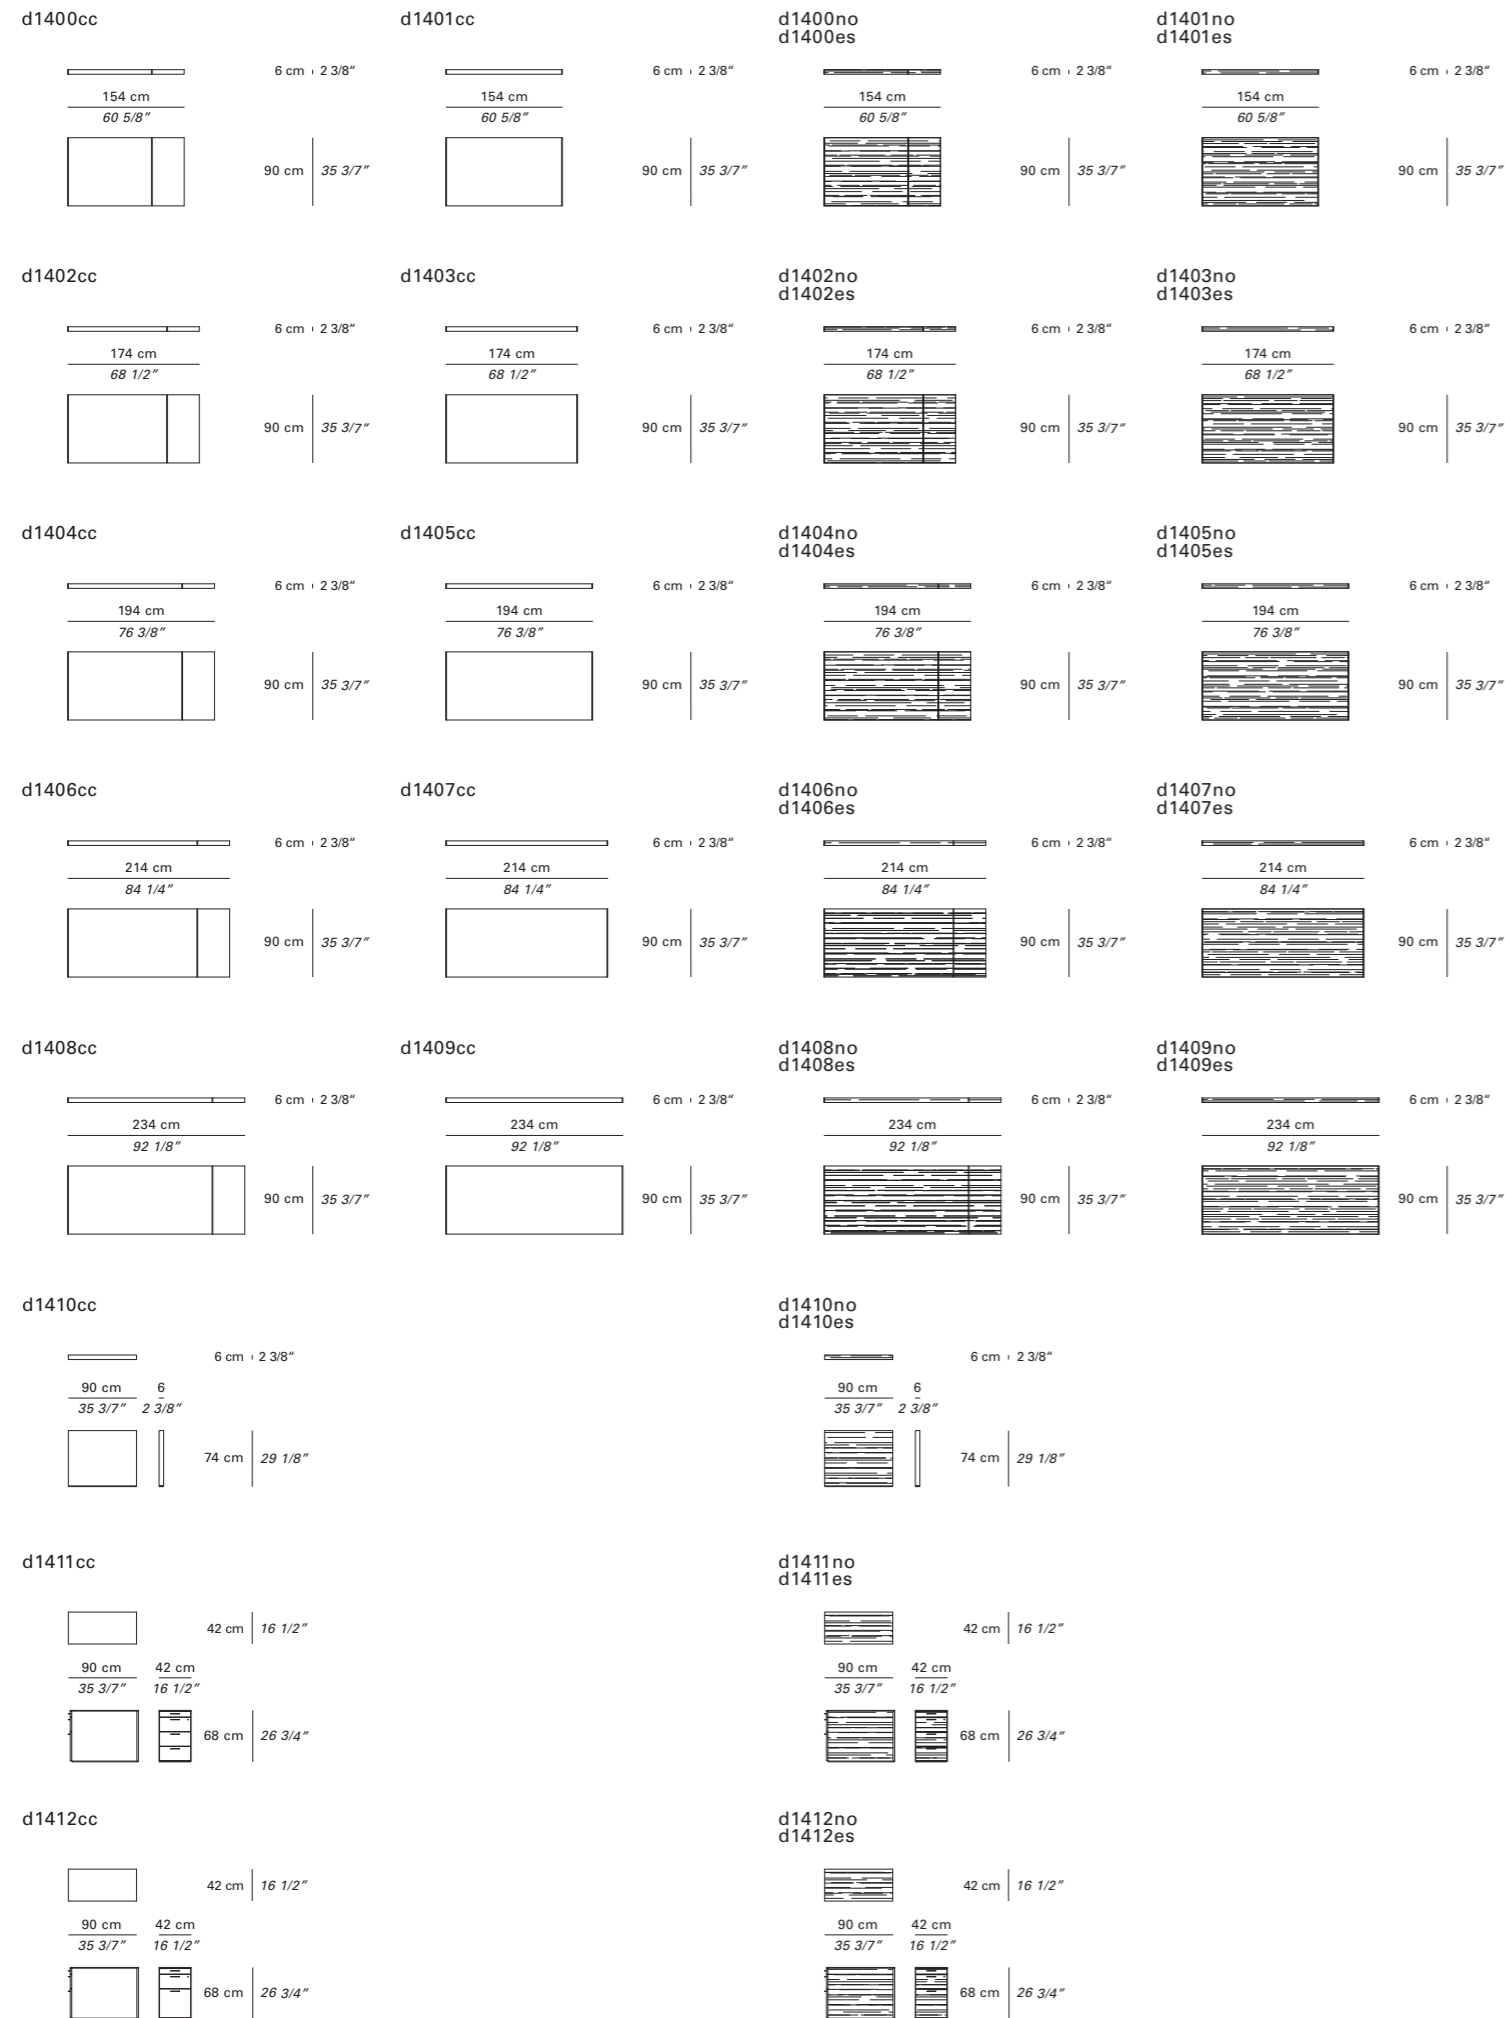 d1400cc
6 cm 2 3/8“
154 cm
60 5/8”
90 cm 35 3/7”
d1401cc
6 cm 2 3/8“
154 cm
60 5/8”
90 cm 35 3/7”
d1400no
d1400es
6 cm 2 3/8“
154 cm
60 5/8”
90 cm 35 3/7”
d1401no
d1401es
6 cm 2 3/8“
154 cm
60 5/8”
90 cm 35 3/7”
d1402cc
6 cm 2 3/8“
174 cm
68 1/2”
90 cm 35 3/7”
d1403cc
6 cm 2 3/8“
174 cm
68 1/2”
90 cm 35 3/7”
d1402no
d1402es
6 cm 2 3/8“
174 cm
68 1/2”
90 cm 35 3/7”
d1403no
d1403es
6 cm 2 3/8“
174 cm
68 1/2”
90 cm 35 3/7”
d1404cc
6 cm 2 3/8“
194 cm
76 3/8”
90 cm 35 3/7”
d1405cc
6 cm 2 3/8“
194 cm
76 3/8”
90 cm 35 3/7”
d1404no
d1404es
6 cm 2 3/8“
194 cm
76 3/8”
90 cm 35 3/7”
d1405no
d1405es
6 cm 2 3/8“
194 cm
76 3/8”
90 cm 35 3/7”
d1406cc
6 cm 2 3/8“
214 cm
84 1/4”
90 cm 35 3/7”
d1407cc
6 cm 2 3/8“
214 cm
84 1/4”
90 cm 35 3/7”
d1406no
d1406es
6 cm 2 3/8“
214 cm
84 1/4”
90 cm 35 3/7”
d1407no
d1407es
6 cm 2 3/8“
214 cm
84 1/4”
90 cm 35 3/7”
d1408cc
6 cm 2 3/8“
234 cm
92 1/8”
90 cm 35 3/7”
d1409cc
6 cm 2 3/8“
234 cm
92 1/8”
90 cm 35 3/7”
d1408no
d1408es
6 cm 2 3/8“
234 cm
92 1/8”
90 cm 35 3/7”
d1409no
d1409es
6 cm 2 3/8“
234 cm
92 1/8”
90 cm 35 3/7”
d1410cc
6 cm 2 3/8“
90 cm 6
35 3/7” 2 3/8”
74 cm 29 1/8”
d1410no
d1410es
6 cm 2 3/8“
90 cm 6
35 3/7” 2 3/8”
74 cm 29 1/8”
d1411cc
42 cm 16 1/2”
90 cm 42 cm
35 3/7” 16 1/2”
68 cm 26 3/4”
d1411no
d1411es
42 cm 16 1/2”
90 cm 42 cm
35 3/7” 16 1/2”
68 cm 26 3/4”
d1412cc
42 cm 16 1/2”
90 cm 42 cm
35 3/7” 16 1/2”
68 cm 26 3/4”
d1412no
d1412es
42 cm 16 1/2”
90 cm 42 cm
35 3/7” 16 1/2”
68 cm 26 3/4”